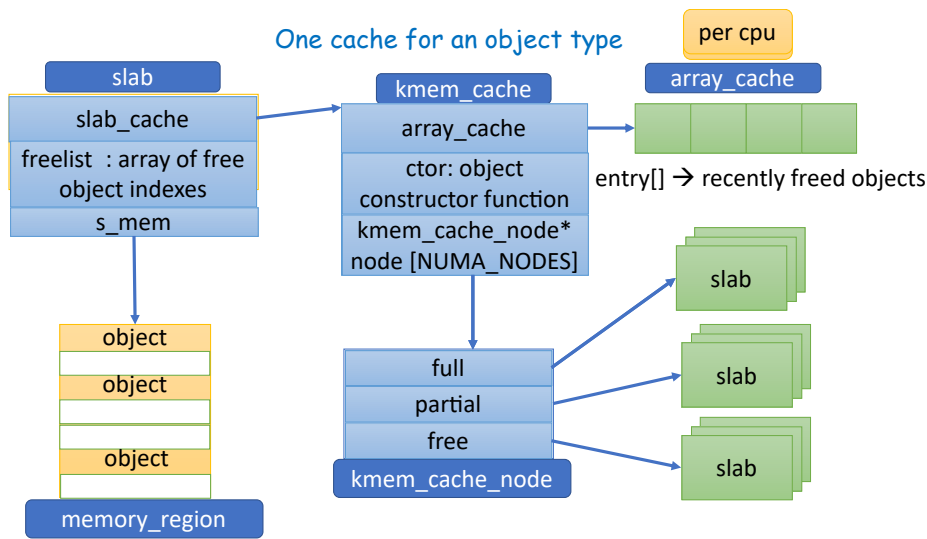 One cache for an object type
per cpu
slab
kmem_cache
array_cache
slab_cache
freelist : array of free
object indexes
s_mem
array_cache
ctor: object
constructor function
kmem_cache_node*
node [NUMA_NODES]
entry[] → recently freed objects
object
object
object
memory_region
full
partial
free
kmem_cache_node
slab
slab
slab